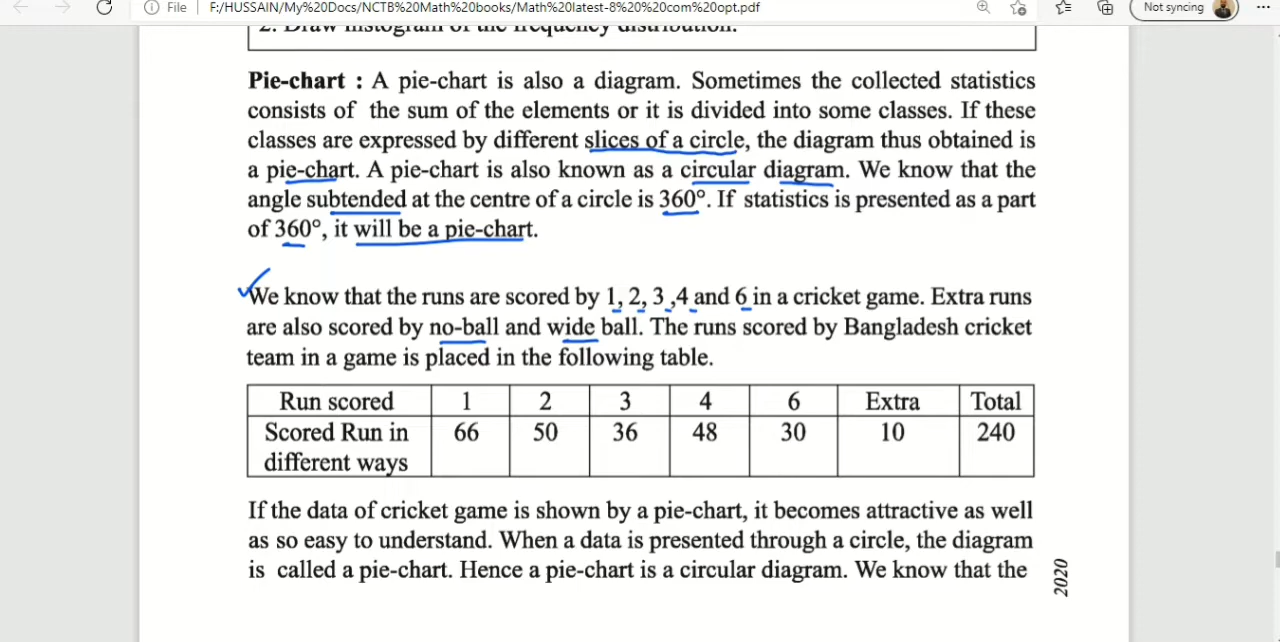 File F:/HUSSAIN/My%20Docs/NCTB%20Math%20books/Math%20latest-8%20%20com%20opt.pdf Not syncing
2. Draw histogram of the frequency distribution.
Pie-chart : A pie-chart is also a diagram. Sometimes the collected statistics
consists of the sum of the elements or it is divided into some classes. If these
classes are expressed by different slices of a circle, the diagram thus obtained is
a pie-chart. A pie-chart is also known as a circular diagram. We know that the
angle subtended at the centre of a circle is 360°. If statistics is presented as a part
of 360°, it will be a pie-chart.
We know that the runs are scored by 1, 2, 3 ,4 and 6 in a cricket game. Extra runs
are also scored by no-ball and wide ball. The runs scored by Bangladesh cricket
team in a game is placed in the following table.
Run scored 1 2 3 4 6 Extra Total
Scored Run in 66 50 36 48 30 10 240
different ways
If the data of cricket game is shown by a pie-chart, it becomes attractive as well
as so easy to understand. When a data is presented through a circle, the diagram
is called a pie-chart. Hence a pie-chart is a circular diagram. We know that the
2020